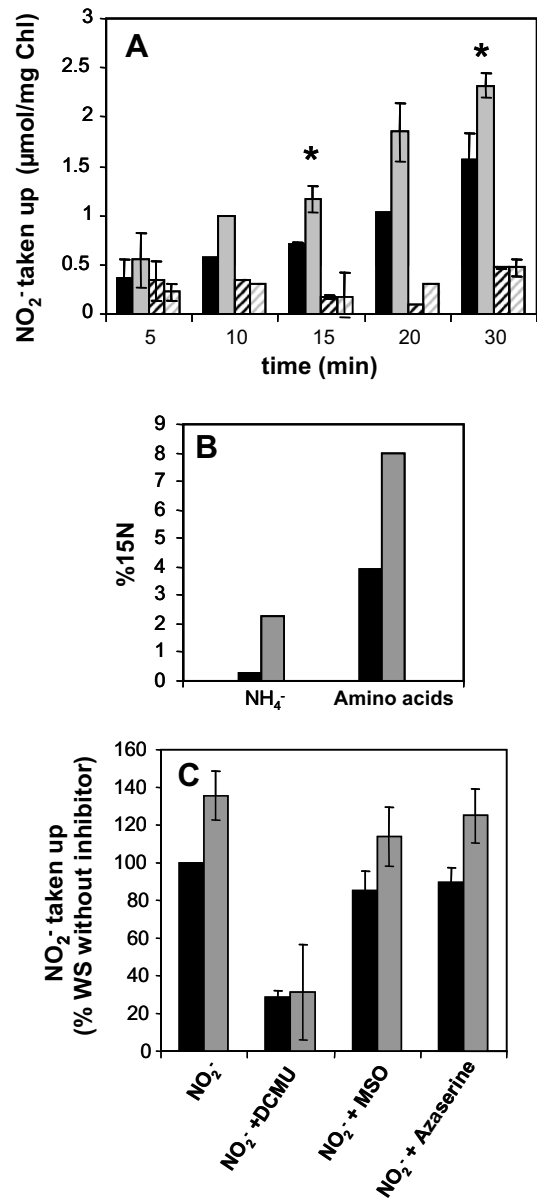 A
NO₂⁻ taken up (µmol/mg Chl)
3
2.5
2
1.5
1
0.5
0
*
*
5 10 15 20 30
time (min)
B
%15N
9
8
7
6
5
4
3
2
1
0
NH₄⁻ Amino acids
C
NO₂⁻ taken up
(% WS without inhibitor)
160
140
120
100
80
60
40
20
0
NO₂⁻
NO₂⁻ +DCMU
NO₂⁻ + MSO
NO₂⁻ + Azaserine